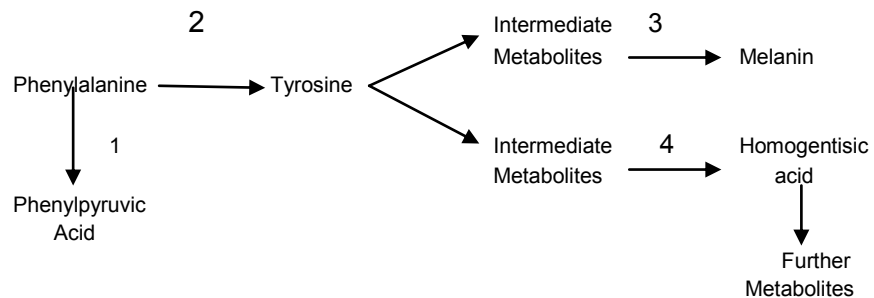 2
Intermediate
Metabolites
3
Melanin
Phenylalanine
Tyrosine
1
Intermediate
Metabolites
4
Homogentisic
acid
Phenylpyruvic
Acid
Further
Metabolites